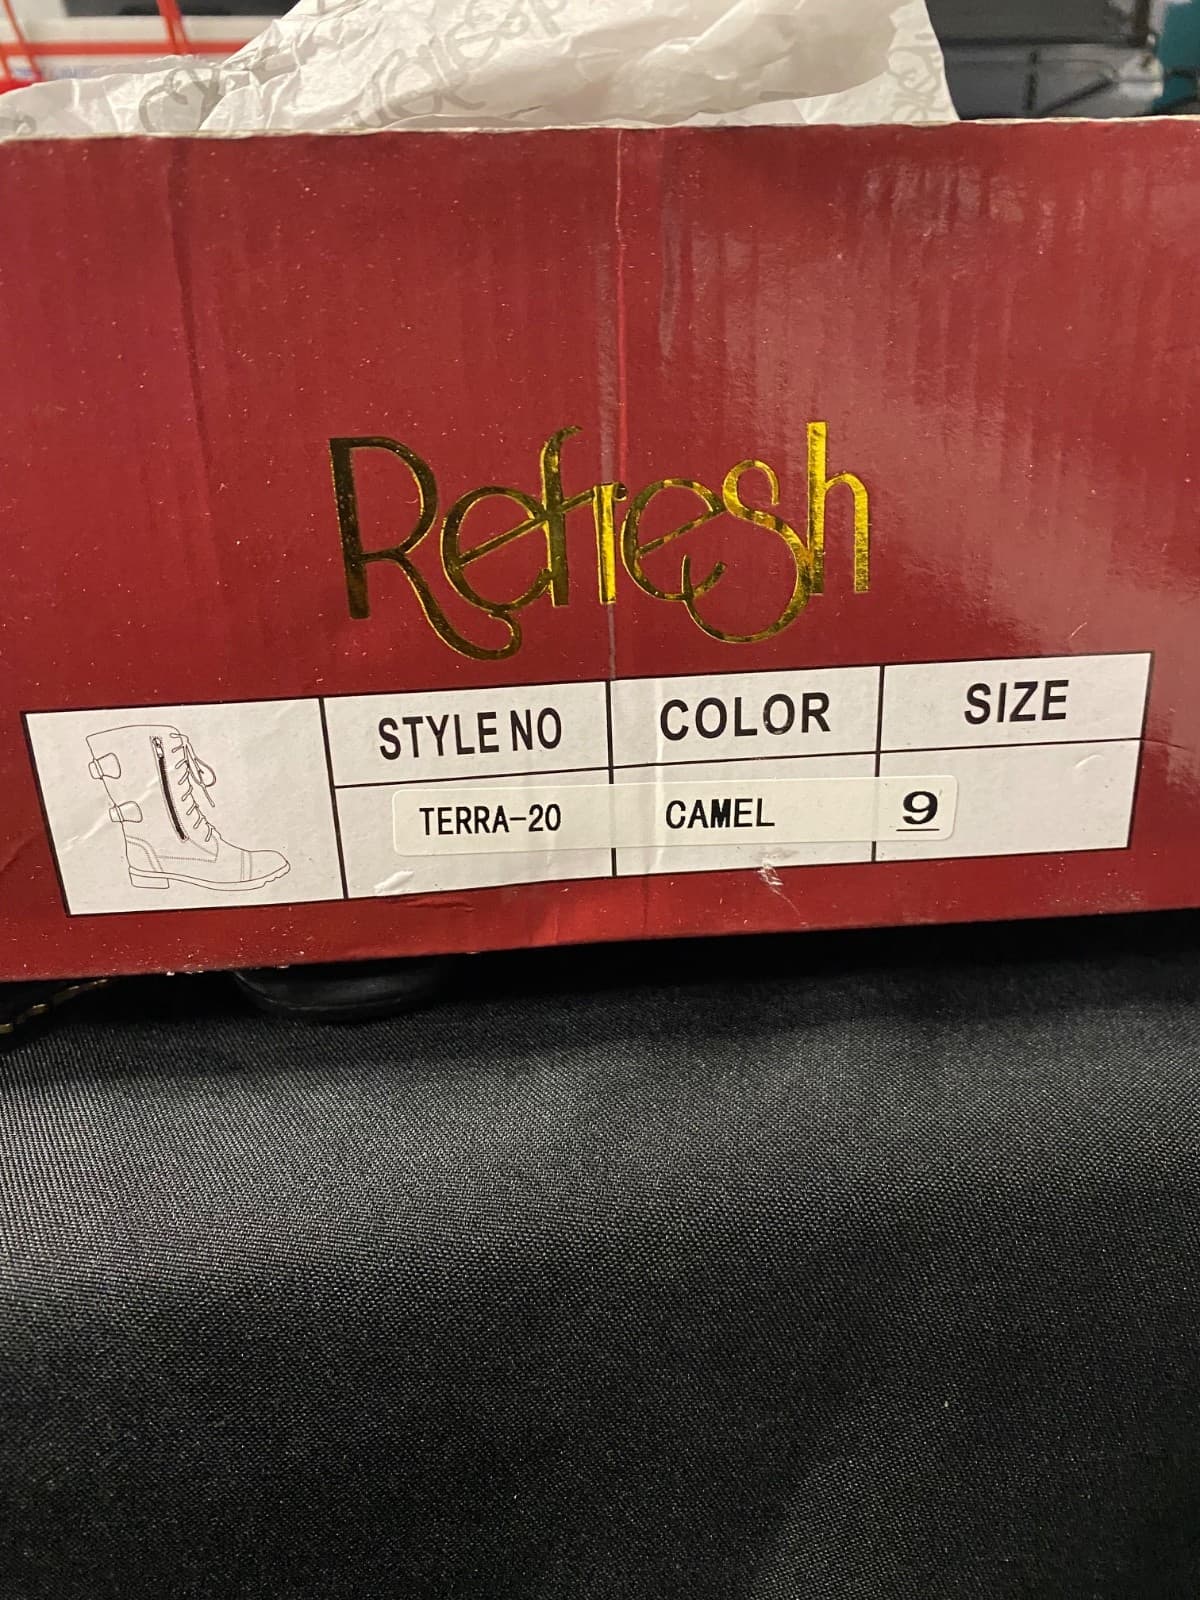 Refresh
STYLE NO COLOR SIZE
TERRA-20 CAMEL 9